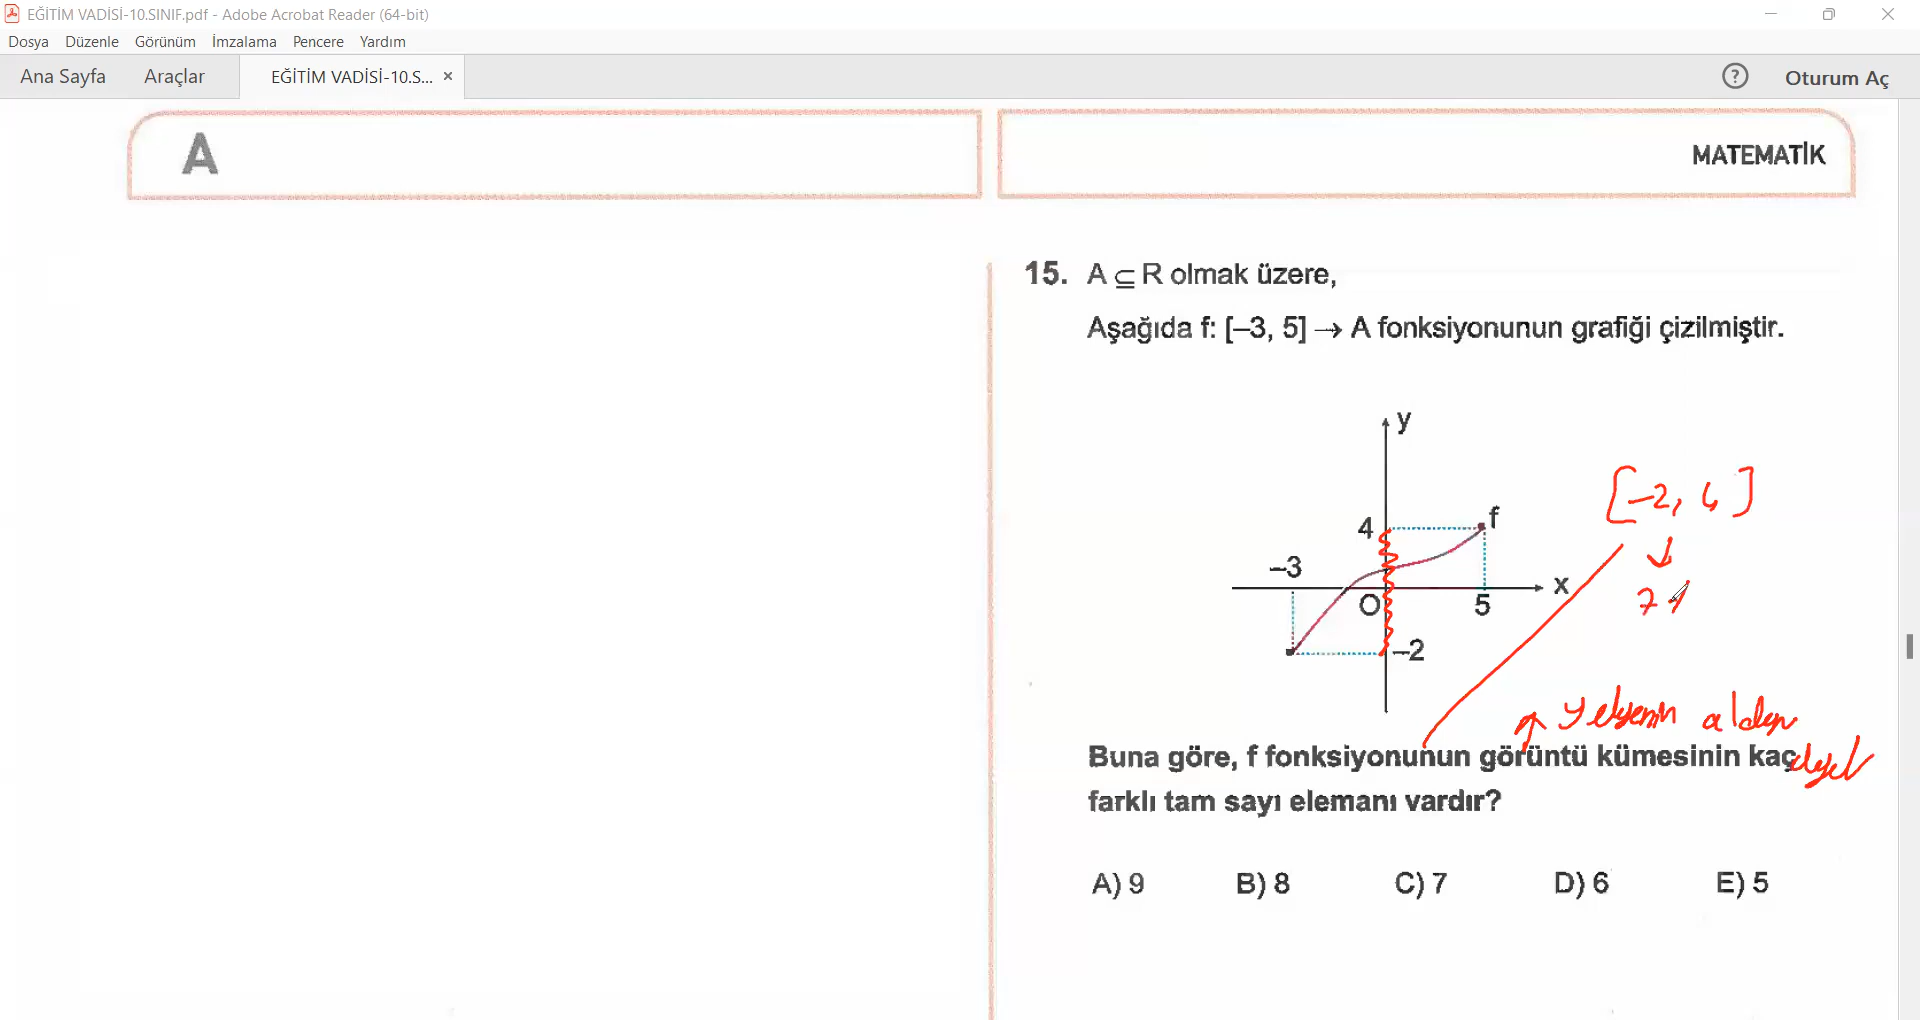 EĞİTİM VADİSİ-10.SINIF.pdf - Adobe Acrobat Reader (64-bit)
Dosya Düzenle Görünüm İmzalama Pencere Yardım
Ana Sayfa Araçlar EĞİTİM VADİSİ-10.S... × ? Oturum Aç
A
MATEMATİK
15. A ⊆ R olmak üzere,
Aşağıda f: [–3, 5] → A fonksiyonunun grafiği çizilmiştir.
y
[-2, 4]
4
f
–3
x
O
5
7
–2
Buna göre, f fonksiyonunun görüntü kümesinin kaç
farklı tam sayı elemanı vardır?
A) 9 B) 8 C) 7 D) 6 E) 5